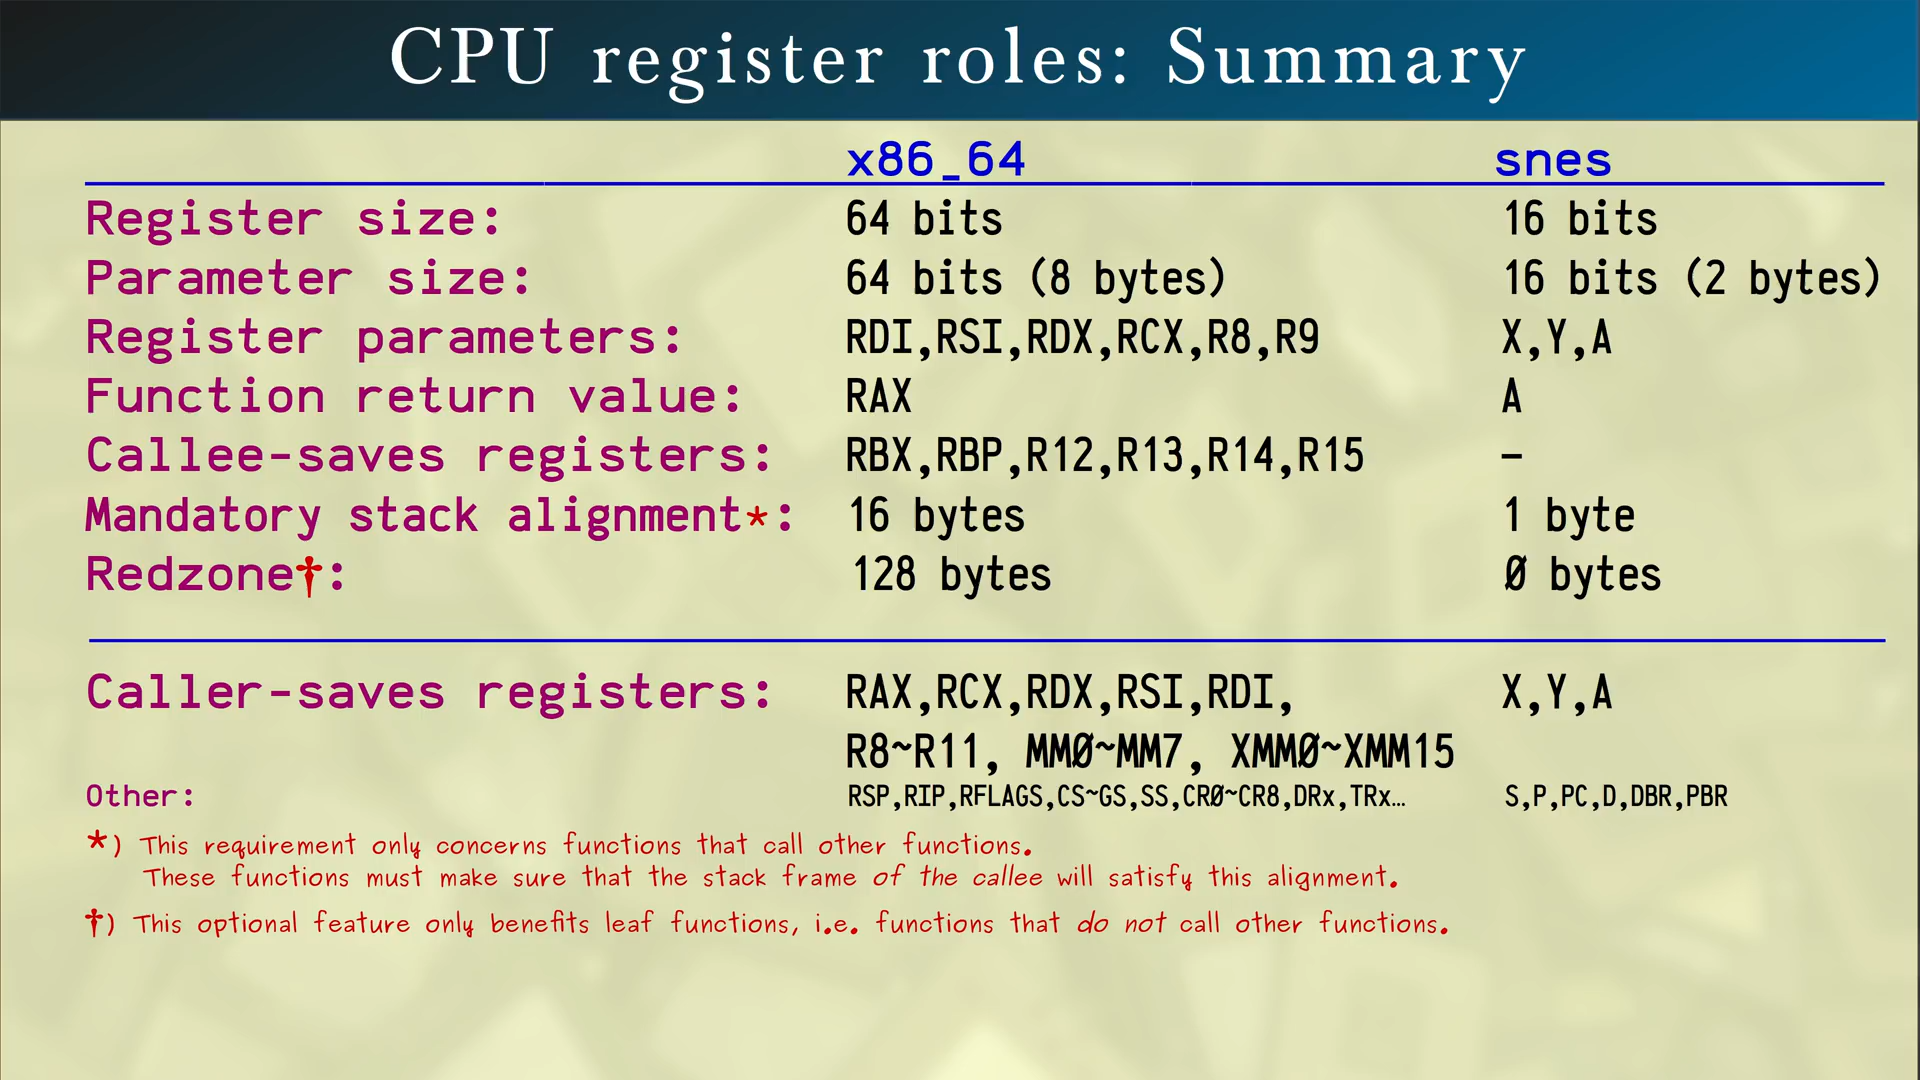 CPU register roles: Summary
x86_64 snes
Register size: 64 bits 16 bits
Parameter size: 64 bits (8 bytes) 16 bits (2 bytes)
Register parameters: RDI,RSI,RDX,RCX,R8,R9 X,Y,A
Function return value: RAX A
Callee-saves registers: RBX,RBP,R12,R13,R14,R15 –
Mandatory stack alignment*: 16 bytes 1 byte
Redzone†: 128 bytes 0 bytes
Caller-saves registers: RAX,RCX,RDX,RSI,RDI, X,Y,A
R8~R11, MM0~MM7, XMM0~XMM15
Other: RSP,RIP,RFLAGS,CS~GS,SS,CR0~CR8,DRx,TRx… S,P,PC,D,DBR,PBR
*) This requirement only concerns functions that call other functions.
These functions must make sure that the stack frame of the callee will satisfy this alignment.
†) This optional feature only benefits leaf functions, i.e. functions that do not call other functions.